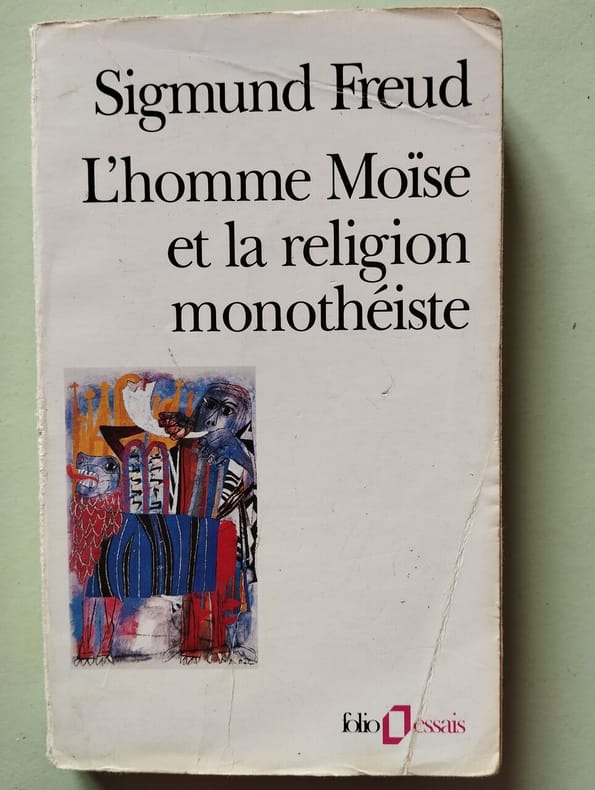 Sigmund Freud
L'homme Moïse
et la religion
monothéiste
folio essais